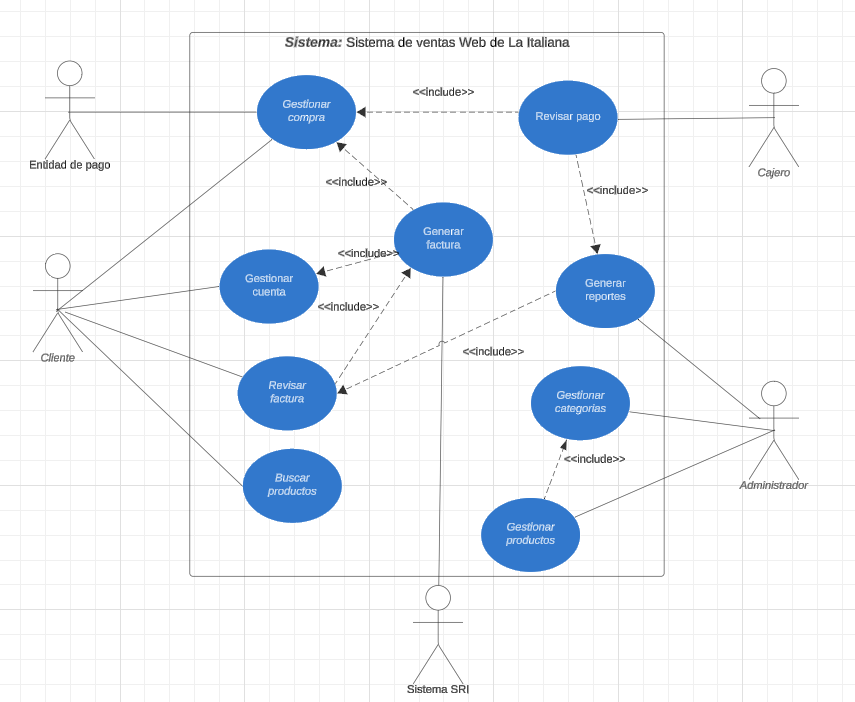 Sistema: Sistema de ventas Web de La Italiana
Gestionar
compra
<<include>>
Revisar pago
Entidad de pago
Cajero
<<include>>
<<include>>
Generar
factura
<<include>>
Gestionar
cuenta
Generar
reportes
<<include>>
Cliente
<<include>>
Revisar
factura
Gestionar
categorias
<<include>>
Buscar
productos
Administrador
Gestionar
productos
Sistema SRI